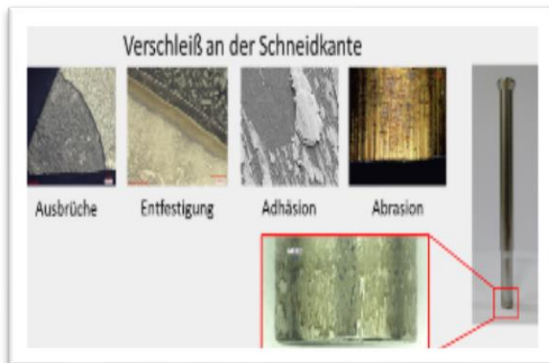 Verschleiß an der Schneidkante
Ausbrüche
Entfestigung
Adhäsion
Abrasion